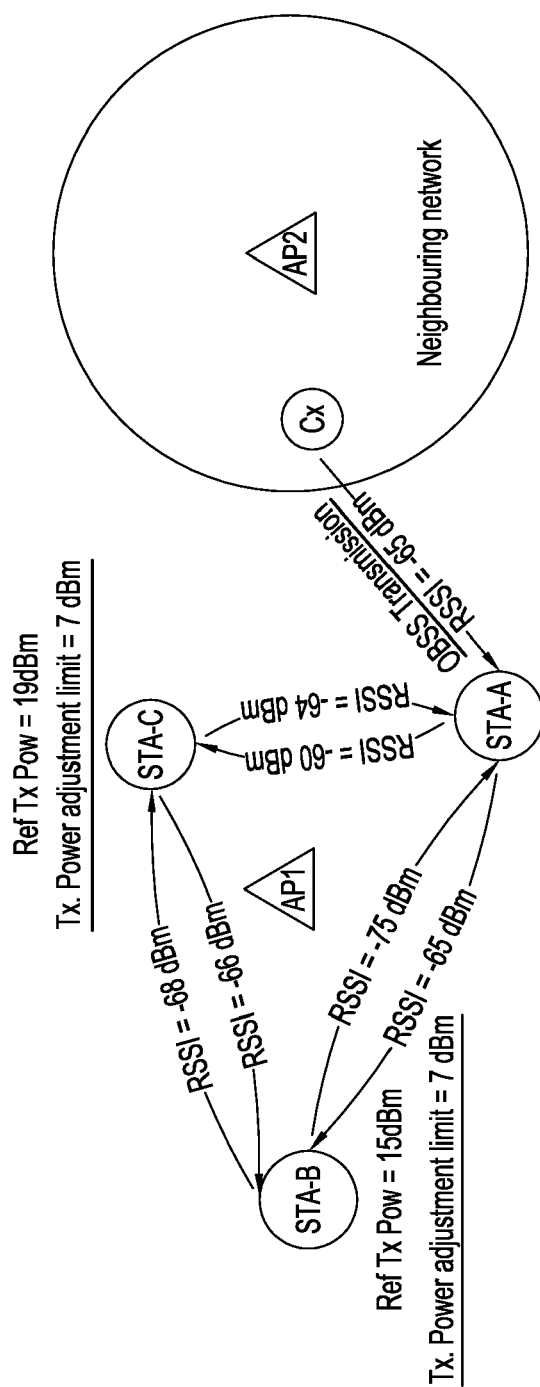 Ref Tx Pow = 19dBm
Tx. Power adjustment limit = 7 dBm
STA-C
RSSI = -68 dBm
RSSI = -66 dBm
RSSI = -60 dBm
RSSI = -64 dBm
AP1
STA-B
RSSI = -75 dBm
RSSI = -65 dBm
Ref Tx Pow = 15dBm
Tx. Power adjustment limit = 7 dBm
STA-A
OBSS Transmission
RSSI = -65 dBm
Cx
AP2
Neighbouring network